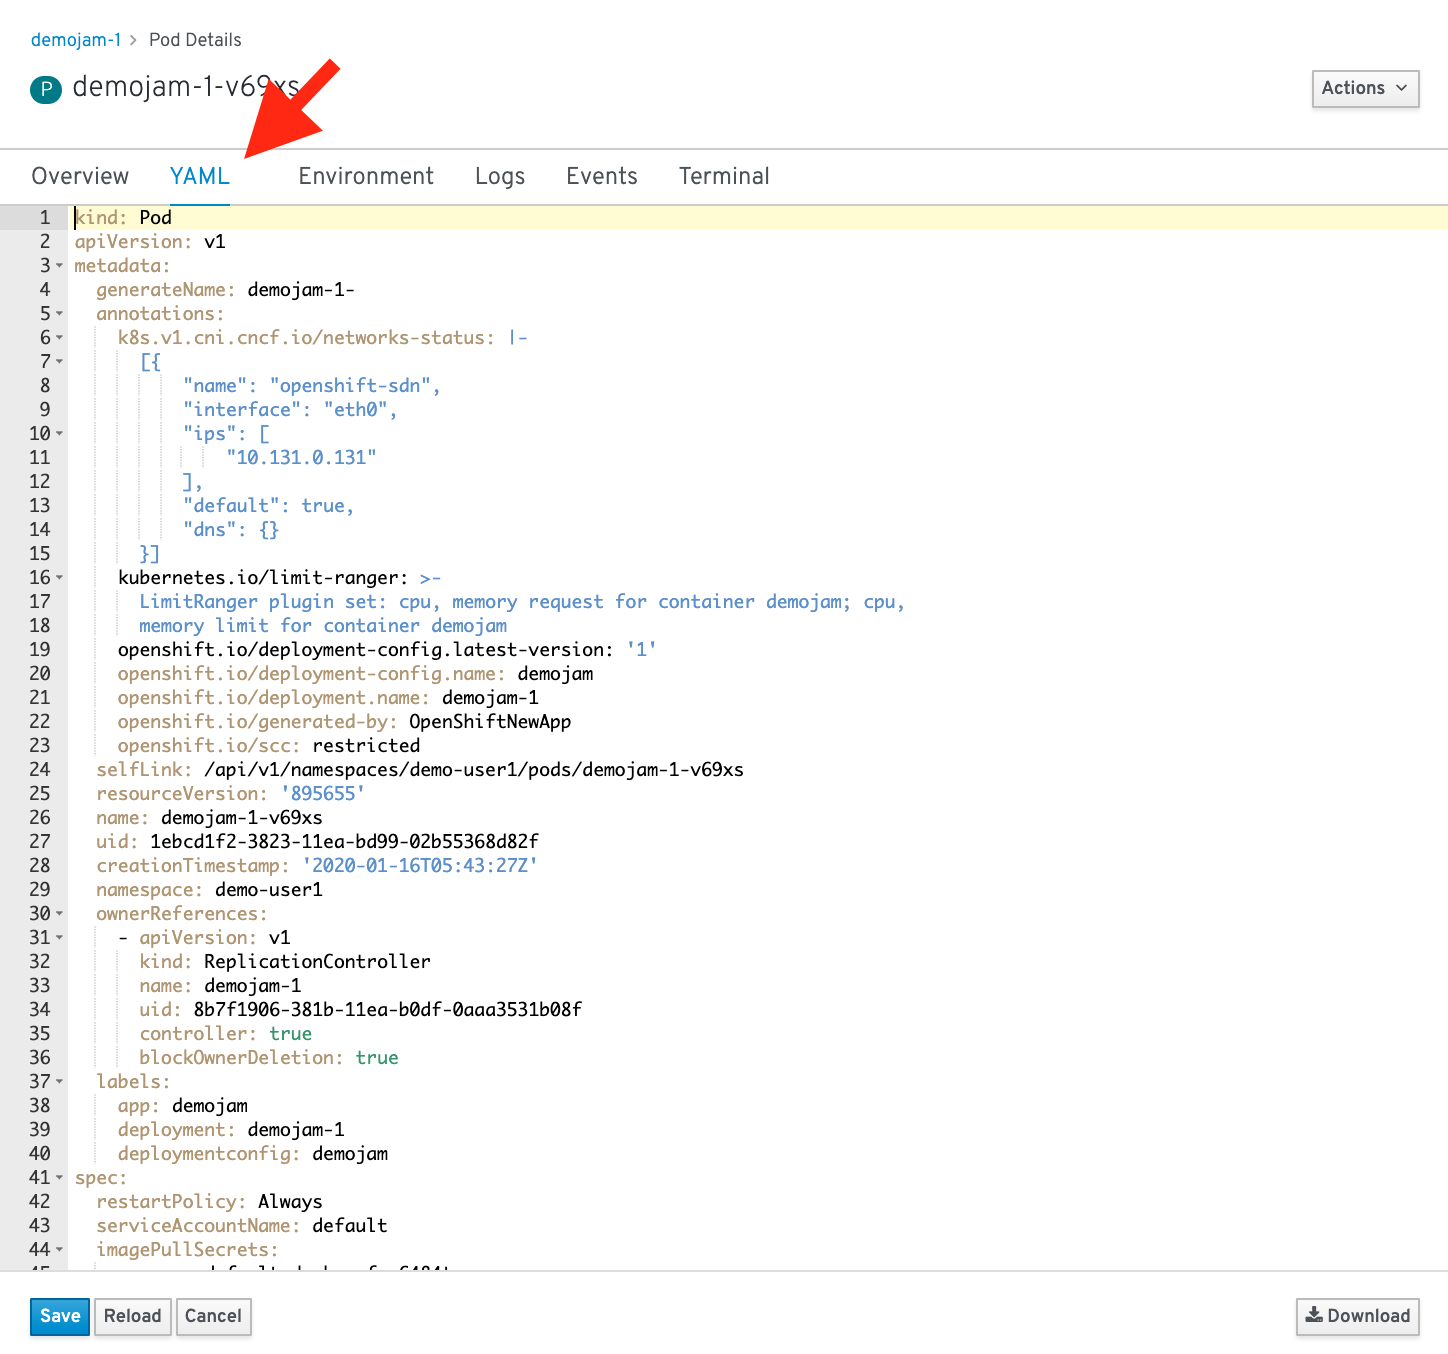 demojam-1 > Pod Details
P demojam-1-v69xs
Actions
Overview YAML Environment Logs Events Terminal
1 kind: Pod
2 apiVersion: v1
3 metadata:
4 generateName: demojam-1-
5 annotations:
6 k8s.v1.cni.cncf.io/networks-status: |-
7 [{
8 "name": "openshift-sdn",
9 "interface": "eth0",
10 "ips": [
11 "10.131.0.131"
12 ],
13 "default": true,
14 "dns": {}
15 }]
16 kubernetes.io/limit-ranger: >-
17 LimitRanger plugin set: cpu, memory request for container demojam; cpu,
18 memory limit for container demojam
19 openshift.io/deployment-config.latest-version: '1'
20 openshift.io/deployment-config.name: demojam
21 openshift.io/deployment.name: demojam-1
22 openshift.io/generated-by: OpenShiftNewApp
23 openshift.io/scc: restricted
24 selfLink: /api/v1/namespaces/demo-user1/pods/demojam-1-v69xs
25 resourceVersion: '895655'
26 name: demojam-1-v69xs
27 uid: 1ebcd1f2-3823-11ea-bd99-02b55368d82f
28 creationTimestamp: '2020-01-16T05:43:27Z'
29 namespace: demo-user1
30 ownerReferences:
31 - apiVersion: v1
32 kind: ReplicationController
33 name: demojam-1
34 uid: 8b7f1906-381b-11ea-b0df-0aaa3531b08f
35 controller: true
36 blockOwnerDeletion: true
37 labels:
38 app: demojam
39 deployment: demojam-1
40 deploymentconfig: demojam
41 spec:
42 restartPolicy: Always
43 serviceAccountName: default
44 imagePullSecrets:
Save Reload Cancel Download